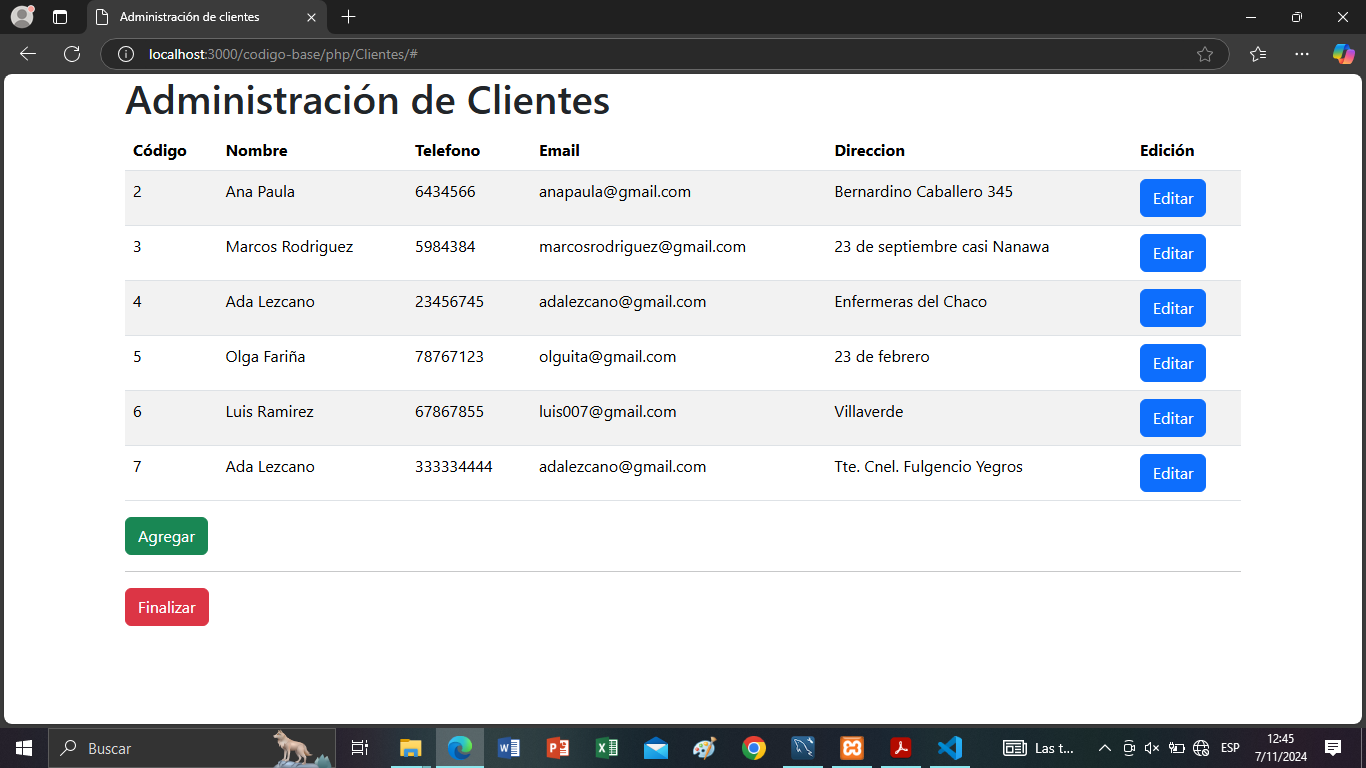 Administración de clientes
localhost:3000/codigo-base/php/Clientes/#
Administración de Clientes
Código Nombre Telefono Email Direccion Edición
2 Ana Paula 6434566 anapaula@gmail.com Bernardino Caballero 345 Editar
3 Marcos Rodriguez 5984384 marcosrodriguez@gmail.com 23 de septiembre casi Nanawa Editar
4 Ada Lezcano 23456745 adalezcano@gmail.com Enfermeras del Chaco Editar
5 Olga Fariña 78767123 olguita@gmail.com 23 de febrero Editar
6 Luis Ramirez 67867855 luis007@gmail.com Villaverde Editar
7 Ada Lezcano 333334444 adalezcano@gmail.com Tte. Cnel. Fulgencio Yegros Editar
Agregar
Finalizar
Buscar
Las t...
ESP
12:45
7/11/2024